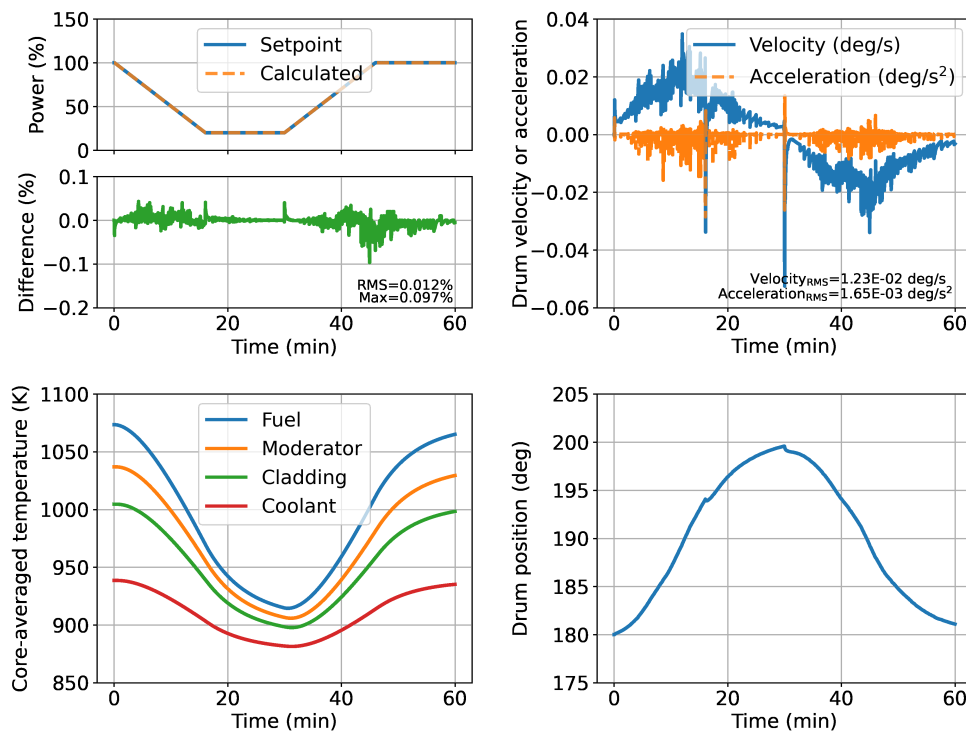 150
100
50
0
Power (%)
Setpoint
Calculated
0.1
0.0
−0.1
−0.2
Difference (%)
RMS=0.012%
Max=0.097%
0
20
40
60
Time (min)
0.04
0.02
0.00
−0.02
−0.04
−0.06
Drum velocity or acceleration
Velocity (deg/s)
Acceleration (deg/s²)
VelocityRMS=1.23E-02 deg/s
AccelerationRMS=1.65E-03 deg/s²
0
20
40
60
Time (min)
1100
1050
1000
950
900
850
Core-averaged temperature (K)
Fuel
Moderator
Cladding
Coolant
0
20
40
60
Time (min)
205
200
195
190
185
180
175
Drum position (deg)
0
20
40
60
Time (min)